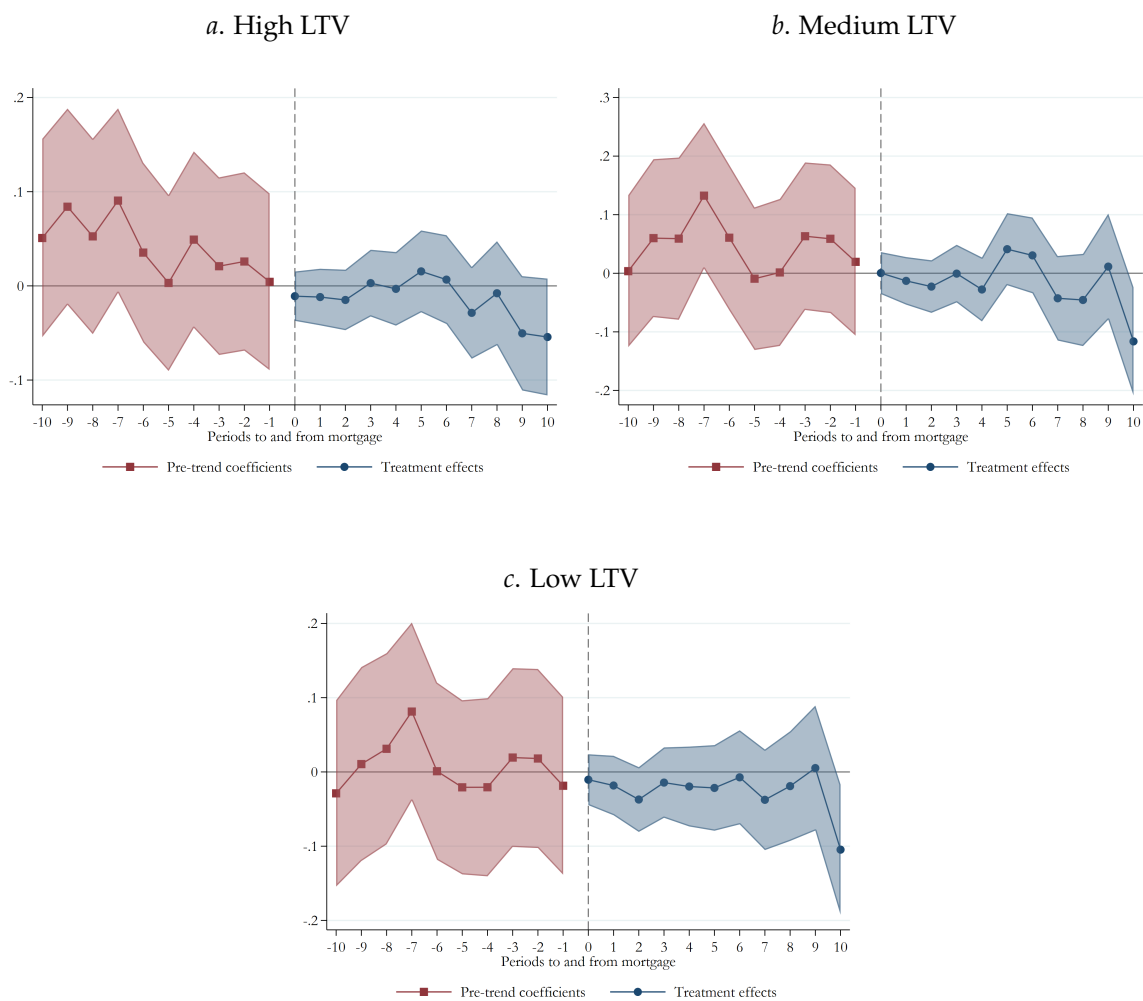 a. High LTV
b. Medium LTV
.2
.1
0
-.1
-10 -9 -8 -7 -6 -5 -4 -3 -2 -1 0 1 2 3 4 5 6 7 8 9 10
Periods to and from mortgage
Pre-trend coefficients Treatment effects
.3
.2
.1
0
-.1
-.2
-10 -9 -8 -7 -6 -5 -4 -3 -2 -1 0 1 2 3 4 5 6 7 8 9 10
Periods to and from mortgage
Pre-trend coefficients Treatment effects
c. Low LTV
.2
.1
0
-.1
-.2
-10 -9 -8 -7 -6 -5 -4 -3 -2 -1 0 1 2 3 4 5 6 7 8 9 10
Periods to and from mortgage
Pre-trend coefficients Treatment effects